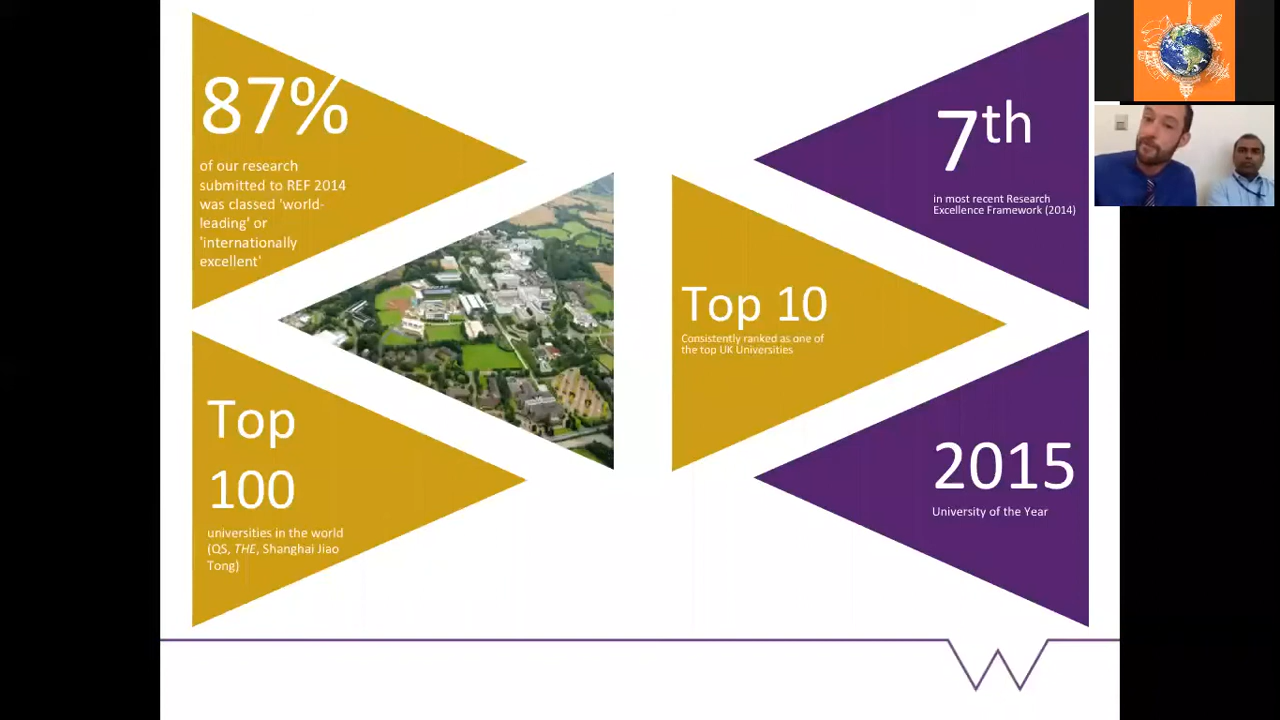 87%
of our research
submitted to REF 2014
was classed 'world-
leading' or
'internationally
excellent'
7th
in most recent Research
Excellence Framework (2014)
Top 10
Consistently ranked as one of
the top UK Universities
Top
100
universities in the world
(QS, THE, Shanghai Jiao
Tong)
2015
University of the Year